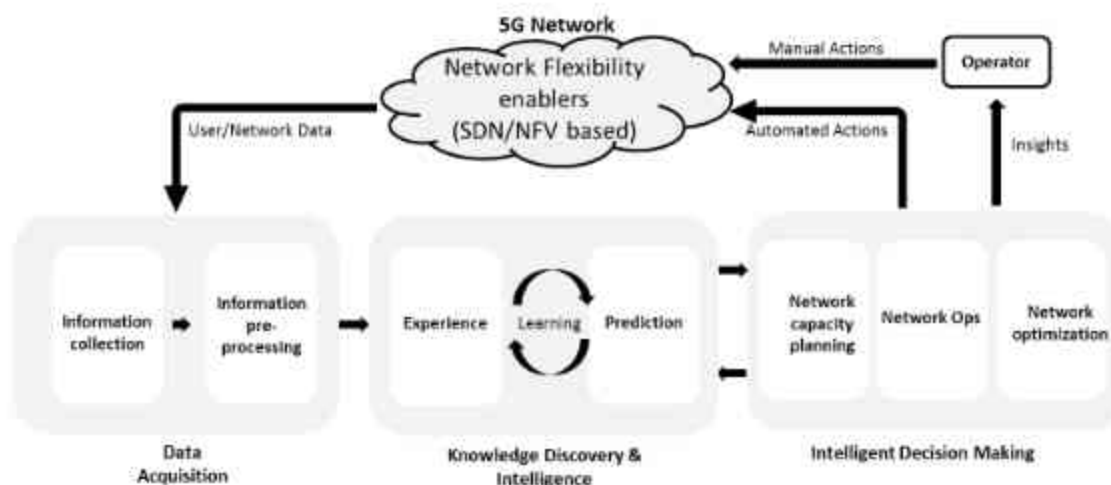 5G Network
Network Flexibility
enablers
(SDN/NFV based)
Manual Actions
Operator
User/Network Data
Automated Actions
Insights
Information
collection
Information
pre-
processing
Experience
Learning
Prediction
Network
capacity
planning
Network Ops
Network
optimization
Data
Acquisition
Knowledge Discovery &
Intelligence
Intelligent Decision Making